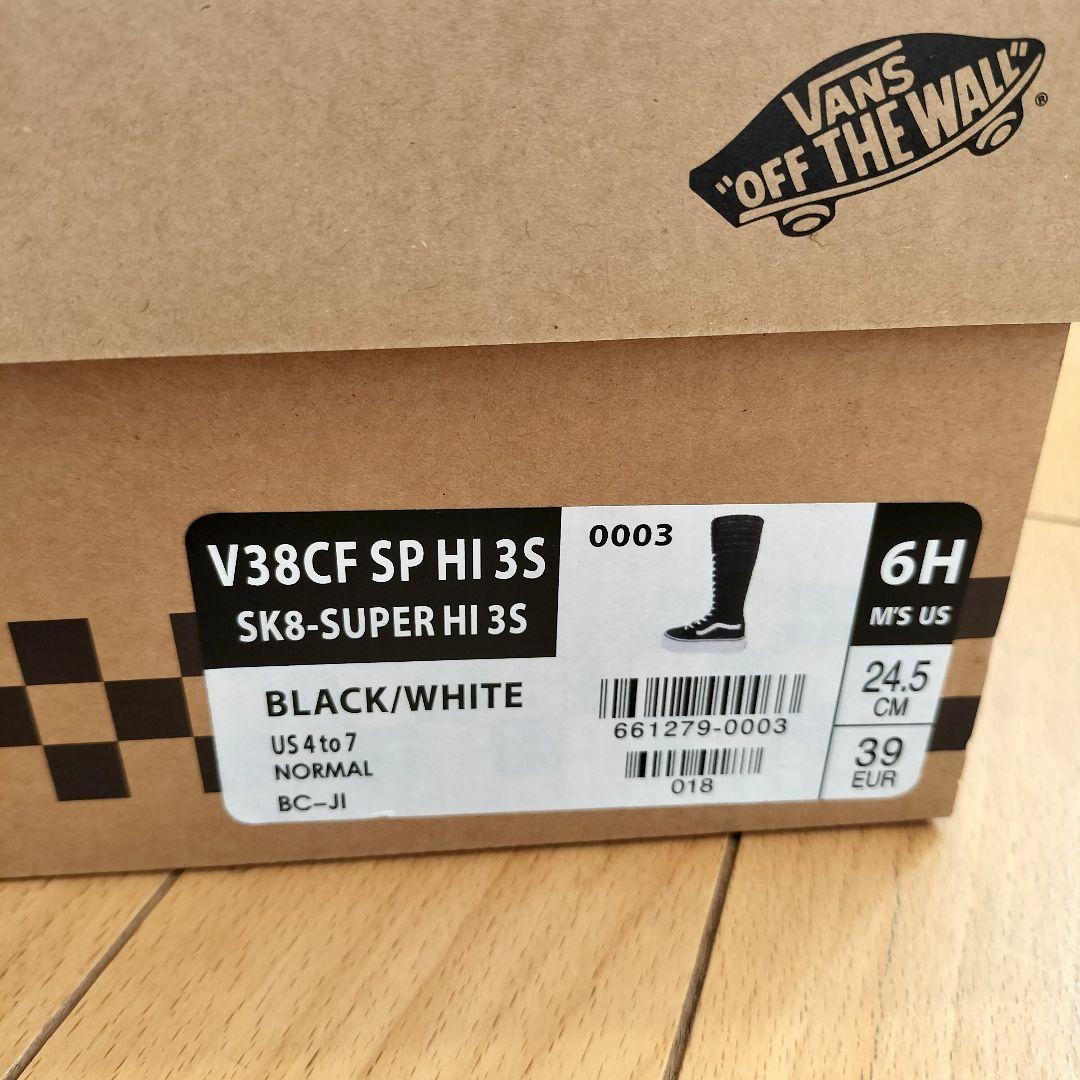 VANS
"OFF THE WALL"
®
V38CF SP HI 3S
SK8-SUPER HI 3S
0003
6H
M'S US
BLACK/WHITE
US 4 to 7
NORMAL
BC-JI
661279-0003
018
24.5
CM
39
EUR